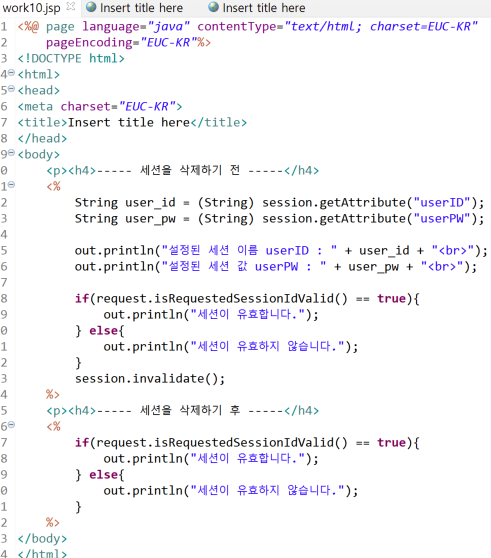 work10.jsp Insert title here Insert title here
1 <%@ page language="java" contentType="text/html; charset=EUC-KR"
2 pageEncoding="EUC-KR"%>
3 <!DOCTYPE html>
4 <html>
5 <head>
6 <meta charset="EUC-KR">
7 <title>Insert title here</title>
8 </head>
9 <body>
0 <p><h4>----- 세션을 삭제하기 전 -----</h4>
1 <%
2 String user_id = (String) session.getAttribute("userID");
3 String user_pw = (String) session.getAttribute("userPW");
4
5 out.println("설정된 세션 이름 userID : " + user_id + "<br>");
6 out.println("설정된 세션 값 userPW : " + user_pw + "<br>");
7
8 if(request.isRequestedSessionIdValid() == true){
9 out.println("세션이 유효합니다.");
0 } else{
1 out.println("세션이 유효하지 않습니다.");
2 }
3 session.invalidate();
4 %>
5 <p><h4>----- 세션을 삭제하기 후 -----</h4>
6 <%
7 if(request.isRequestedSessionIdValid() == true){
8 out.println("세션이 유효합니다.");
9 } else{
0 out.println("세션이 유효하지 않습니다.");
1 }
2 %>
3 </body>
4 </html>